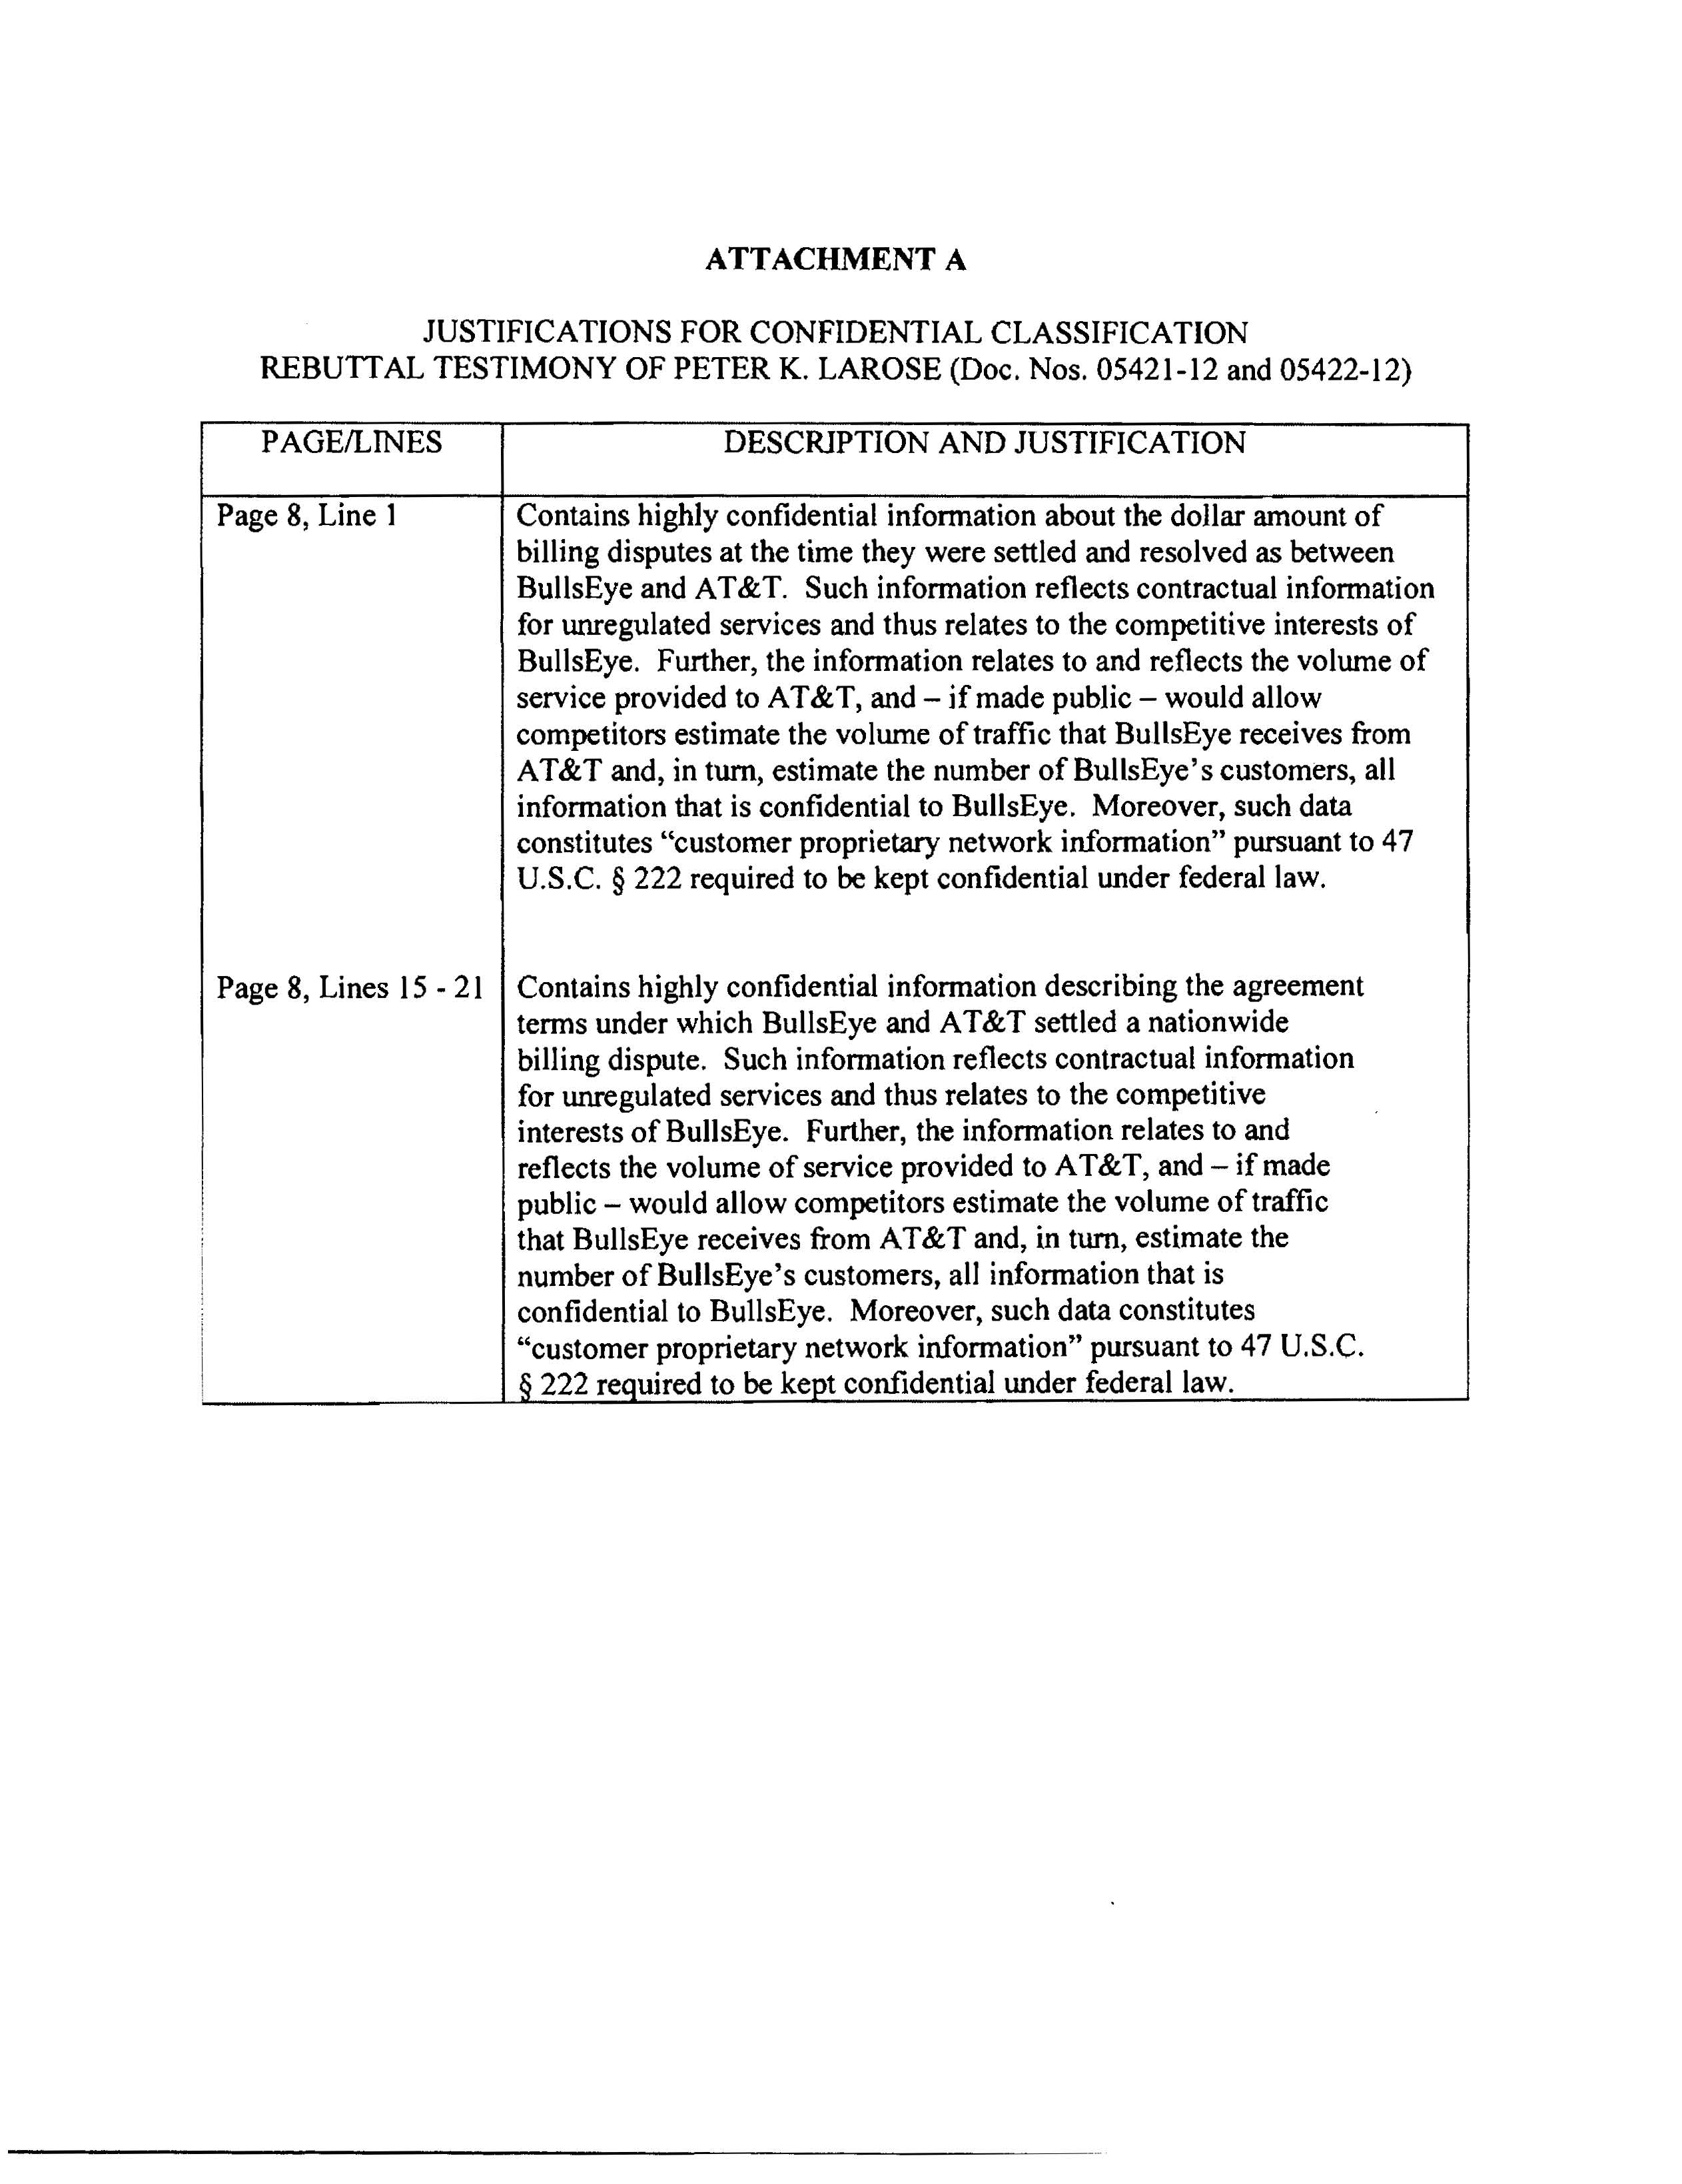 ATTACHMENT A
JUSTIFICATIONS FOR CONFIDENTIAL CLASSIFICATION
REBUTTAL TESTIMONY OF PETER K. LAROSE (Doc. Nos. 05421-12 and 05422-12)
PAGE/LINES
DESCRIPTION AND JUSTIFICATION
Page 8, Line 1
Contains highly confidential information about the dollar amount of
billing disputes at the time they were settled and resolved as between
BullsEye and AT&T.  Such information reflects contractual information
for unregulated services and thus relates to the competitive interests of
BullsEye.  Further, the information relates to and reflects the volume of
service provided to AT&T, and – if made public – would allow
competitors estimate the volume of traffic that BullsEye receives from
AT&T and, in turn, estimate the number of BullsEye's customers, all
information that is confidential to BullsEye.  Moreover, such data
constitutes “customer proprietary network information” pursuant to 47
U.S.C. § 222 required to be kept confidential under federal law.
Page 8, Lines 15 - 21
Contains highly confidential information describing the agreement
terms under which BullsEye and AT&T settled a nationwide
billing dispute.  Such information reflects contractual information
for unregulated services and thus relates to the competitive
interests of BullsEye.  Further, the information relates to and
reflects the volume of service provided to AT&T, and – if made
public – would allow competitors estimate the volume of traffic
that BullsEye receives from AT&T and, in turn, estimate the
number of BullsEye's customers, all information that is
confidential to BullsEye.  Moreover, such data constitutes
“customer proprietary network information” pursuant to 47 U.S.C.
§ 222 required to be kept confidential under federal law.